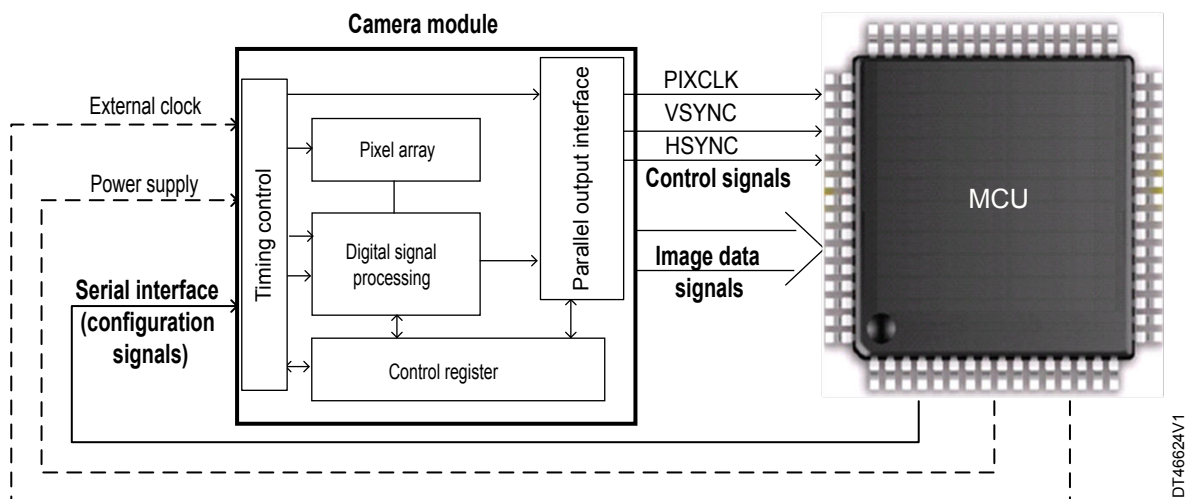 Camera module
External clock
Power supply
Serial interface
(configuration
signals)
Timing control
Pixel array
Digital signal
processing
Control register
Parallel output interface
PIXCLK
VSYNC
HSYNC
Control signals
Image data
signals
MCU
DT46624V1